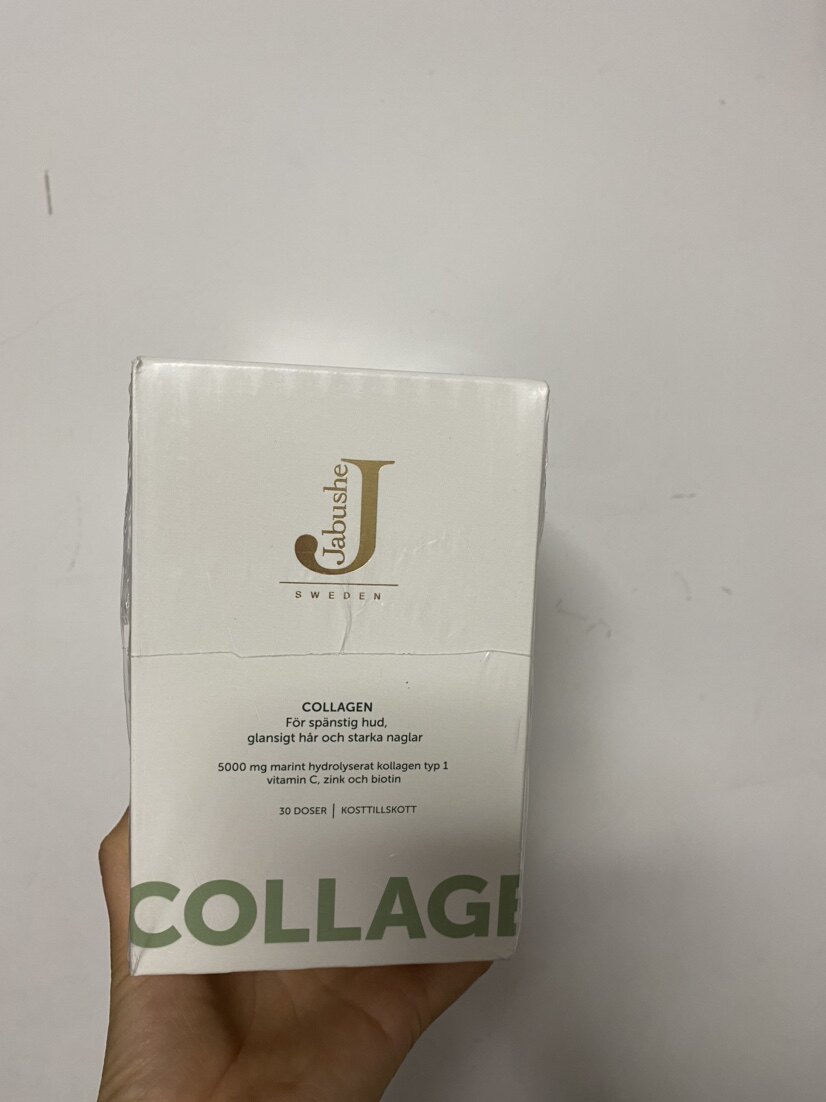 Jabushe
J
SWEDEN
COLLAGEN
För spänstig hud,
glansigt hår och starka naglar
5000 mg marint hydrolyserat kollagen typ 1
vitamin C, zink och biotin
30 DOSER | KOSTTILLSKOTT
COLLAGE